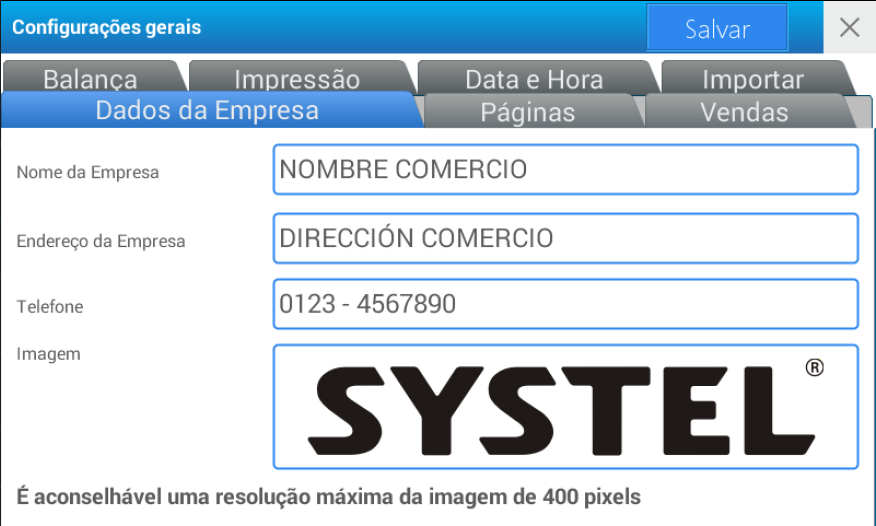 Configurações gerais
Salvar
Balança
Impressão
Data e Hora
Importar
Dados da Empresa
Páginas
Vendas
Nome da Empresa
NOMBRE COMERCIO
Endereço da Empresa
DIRECCIÓN COMERCIO
Telefone
0123 - 4567890
Imagem
SYSTEL®
É aconselhável uma resolução máxima da imagem de 400 pixels